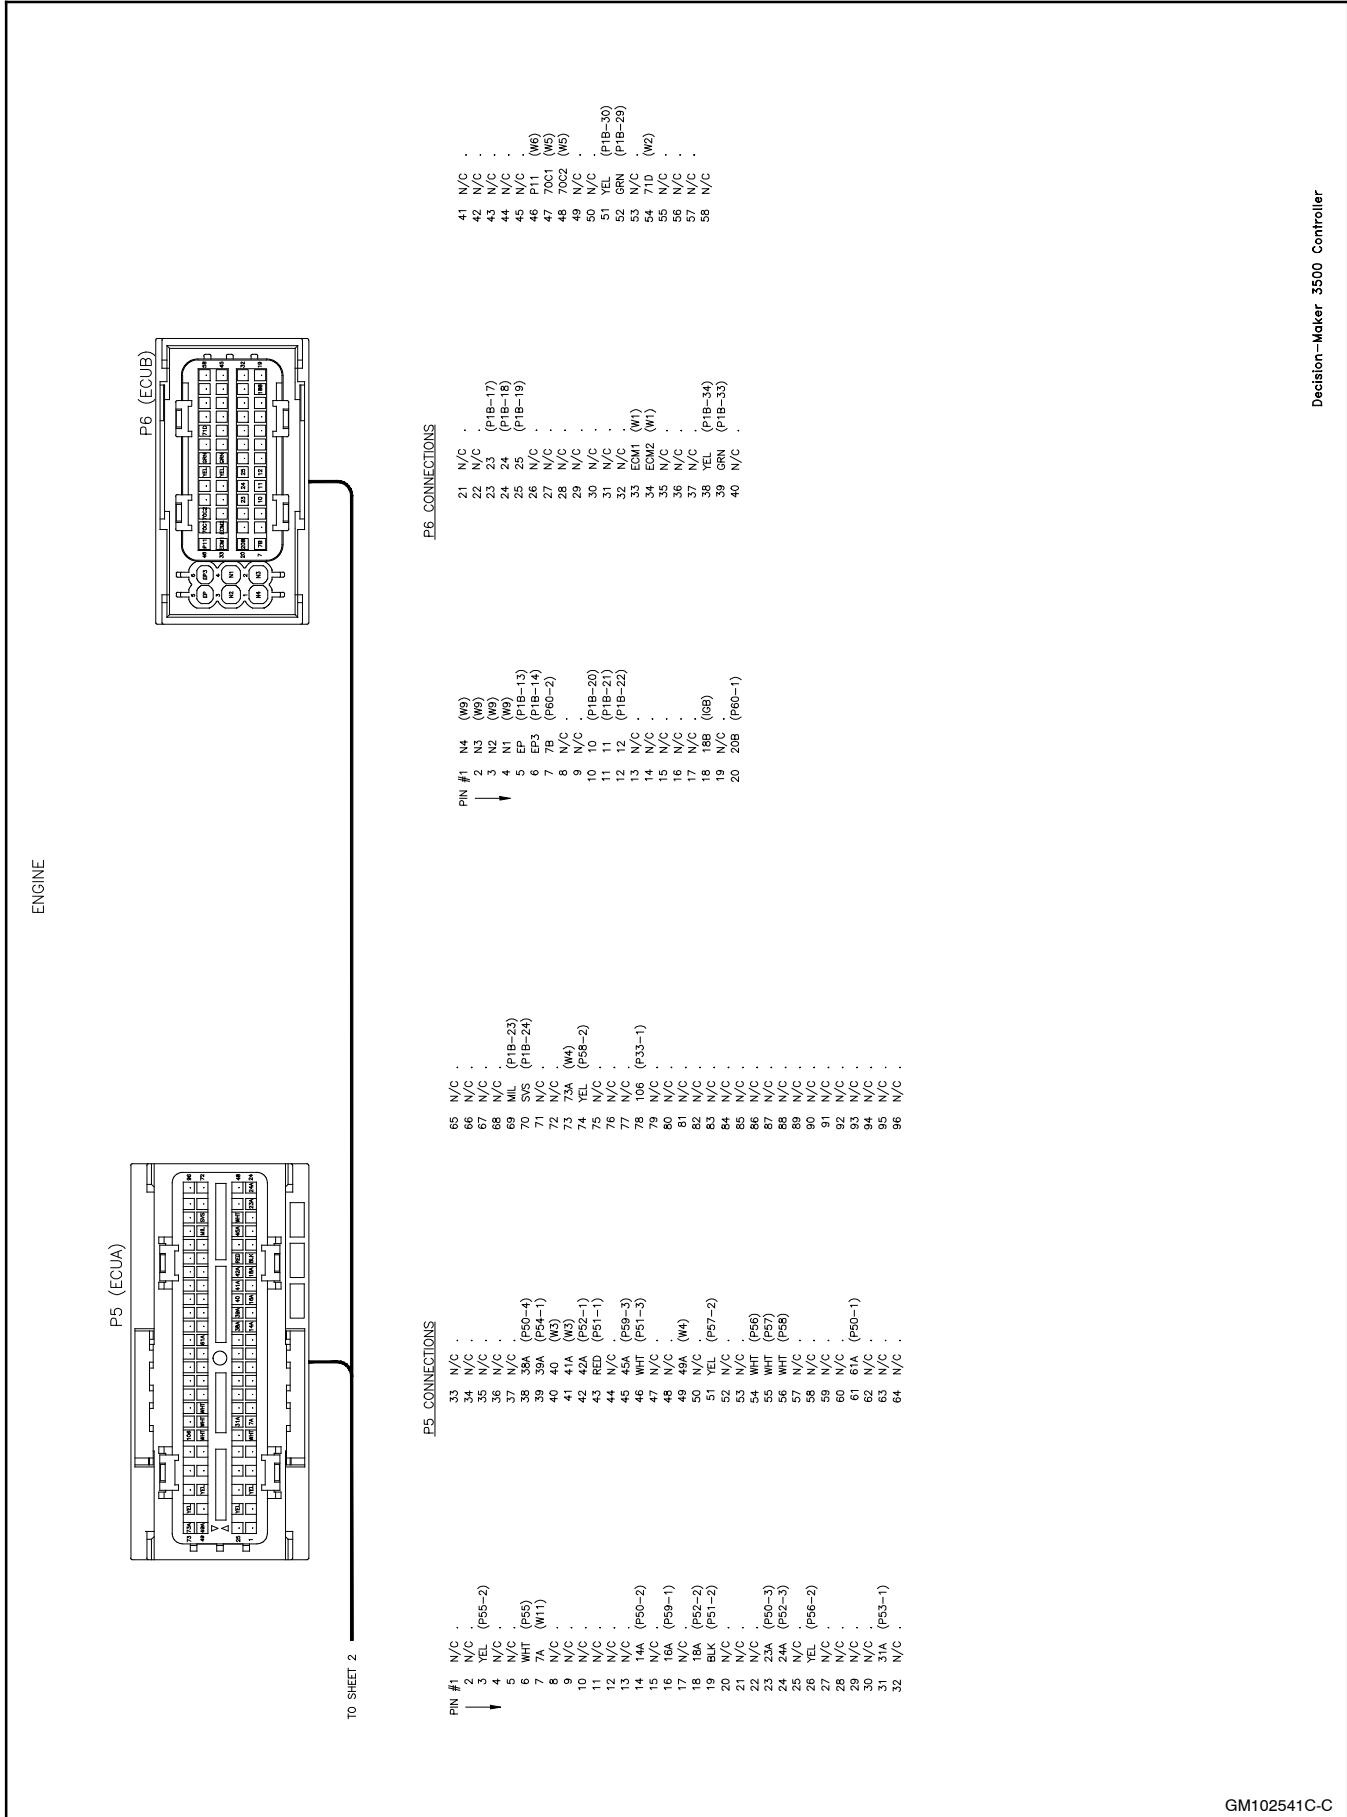 ENGINE
P5 (ECUA)
P6 (ECUB)
TO SHEET 2
P5 CONNECTIONS
PIN #1 N/C .
2 N/C .
3 YEL (P55-2)
4 N/C .
5 N/C .
6 WHT (P55)
7 7A (W11)
8 N/C .
9 N/C .
10 N/C .
11 N/C .
12 N/C .
13 N/C .
14 14A (P50-2)
15 N/C .
16 16A (P59-1)
17 N/C .
18 18A (P52-2)
19 BLK (P51-2)
20 N/C .
21 N/C .
22 N/C .
23 23A (P50-3)
24 24A (P52-3)
25 N/C .
26 YEL (P56-2)
27 N/C .
28 N/C .
29 N/C .
30 N/C .
31 31A (P53-1)
32 N/C .
33 N/C .
34 N/C .
35 N/C .
36 N/C .
37 N/C .
38 38A (P50-4)
39 39A (P54-1)
40 40 (W3)
41 41A (W3)
42 42A (P52-1)
43 RED (P51-1)
44 N/C .
45 45A (P59-3)
46 WHT (P51-3)
47 N/C .
48 N/C .
49 49A (W4)
50 N/C .
51 YEL (P57-2)
52 N/C .
53 N/C .
54 WHT (P56)
55 WHT (P57)
56 WHT (P58)
57 N/C .
58 N/C .
59 N/C .
60 N/C .
61 61A (P50-1)
62 N/C .
63 N/C .
64 N/C .
65 N/C .
66 N/C .
67 N/C .
68 N/C .
69 MIL (P1B-23)
70 SVS (P1B-24)
71 N/C .
72 N/C .
73 73A (W4)
74 YEL (P58-2)
75 N/C .
76 N/C .
77 N/C .
78 106 (P33-1)
79 N/C .
80 N/C .
81 N/C .
82 N/C .
83 N/C .
84 N/C .
85 N/C .
86 N/C .
87 N/C .
88 N/C .
89 N/C .
90 N/C .
91 N/C .
92 N/C .
93 N/C .
94 N/C .
95 N/C .
96 N/C .
P6 CONNECTIONS
PIN #1 N4 (W9)
2 N3 (W9)
3 N2 (W9)
4 N1 (W9)
5 EP (P1B-13)
6 EP3 (P1B-14)
7 7B (P60-2)
8 N/C .
9 N/C .
10 10 (P1B-20)
11 11 (P1B-21)
12 12 (P1B-22)
13 N/C .
14 N/C .
15 N/C .
16 N/C .
17 N/C .
18 18B (IGB)
19 N/C .
20 20B (P60-1)
21 N/C .
22 N/C .
23 23 (P1B-17)
24 24 (P1B-18)
25 25 (P1B-19)
26 N/C .
27 N/C .
28 N/C .
29 N/C .
30 N/C .
31 N/C .
32 N/C .
33 ECM1 (W1)
34 ECM2 (W1)
35 N/C .
36 N/C .
37 N/C .
38 YEL (P1B-34)
39 GRN (P1B-33)
40 N/C .
41 N/C .
42 N/C .
43 N/C .
44 N/C .
45 N/C .
46 P11 (W6)
47 70C1 (W5)
48 70C2 (W5)
49 N/C .
50 N/C .
51 YEL (P1B-30)
52 GRN (P1B-29)
53 N/C .
54 71D (W2)
55 N/C .
56 N/C .
57 N/C .
58 N/C .
Decision-Maker 3500 Controller
GM102541C-C